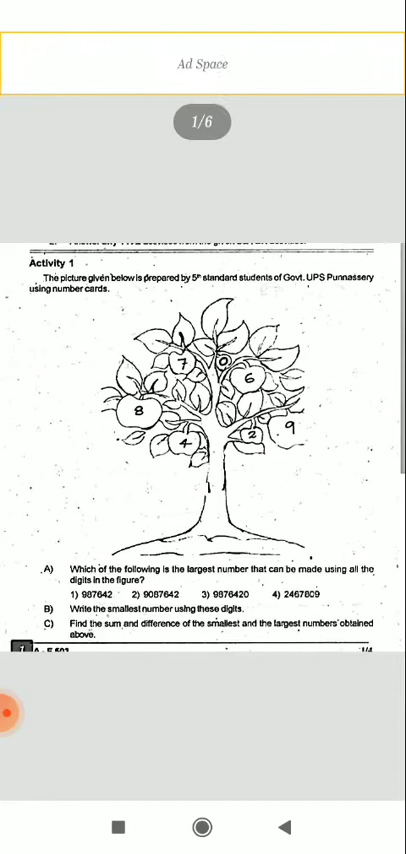 Ad Space
1/6
Activity 1
The picture given below is prepared by 5th standard students of Govt. UPS Punnassery
using number cards.
7
0
6
8
4
2
9
A) Which of the following is the largest number that can be made using all the
digits in the figure?
1) 987642 2) 9087642 3) 9876420 4) 2467809
B) Write the smallest number using these digits.
C) Find the sum and difference of the smallest and the largest numbers obtained
above.
1/4